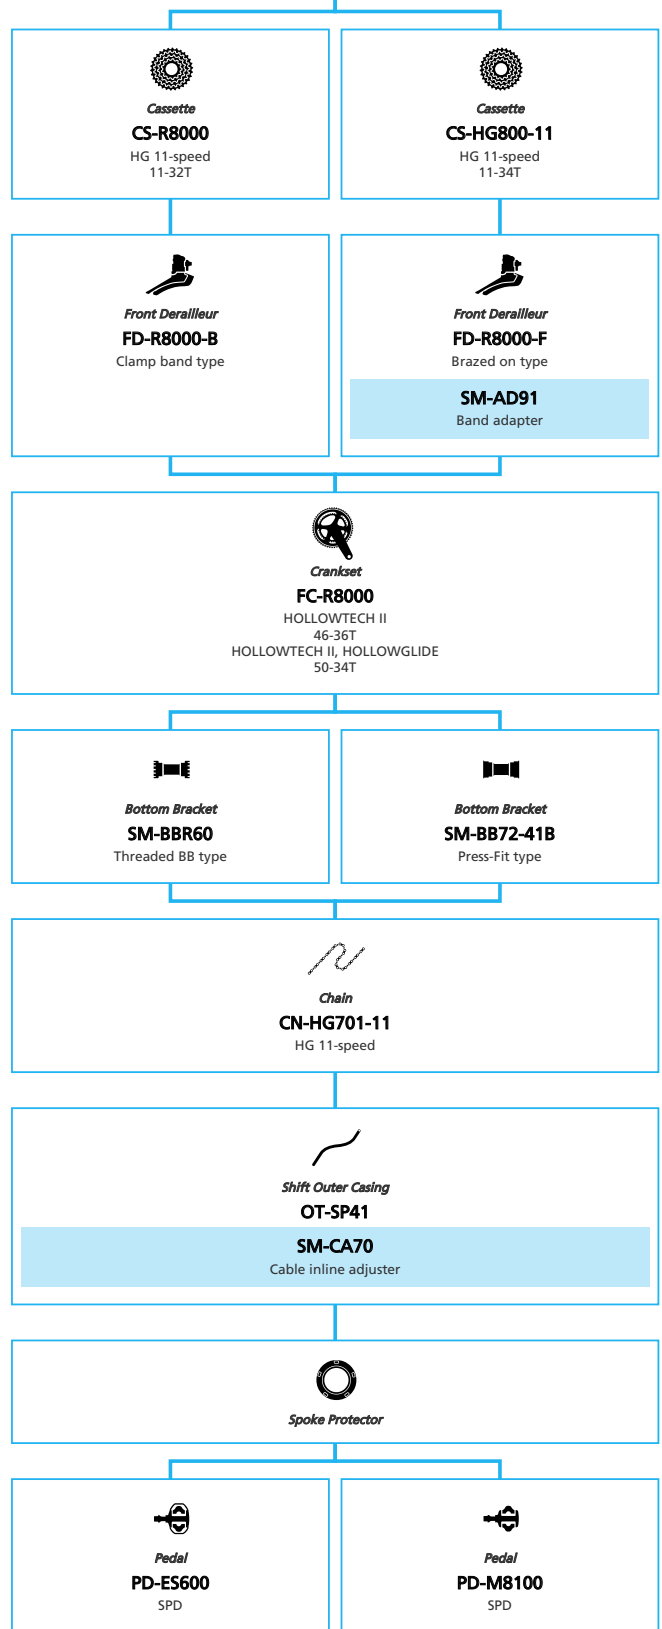 Cassette
CS-R8000
HG 11-speed
11-32T
Cassette
CS-HG800-11
HG 11-speed
11-34T
Front Derailleur
FD-R8000-B
Clamp band type
Front Derailleur
FD-R8000-F
Brazed on type
SM-AD91
Band adapter
Crankset
FC-R8000
HOLLOWTECH II
46-36T
HOLLOWTECH II, HOLLOWGLIDE
50-34T
Bottom Bracket
SM-BBR60
Threaded BB type
Bottom Bracket
SM-BB72-41B
Press-Fit type
Chain
CN-HG701-11
HG 11-speed
Shift Outer Casing
OT-SP41
SM-CA70
Cable inline adjuster
Spoke Protector
Pedal
PD-ES600
SPD
Pedal
PD-M8100
SPD